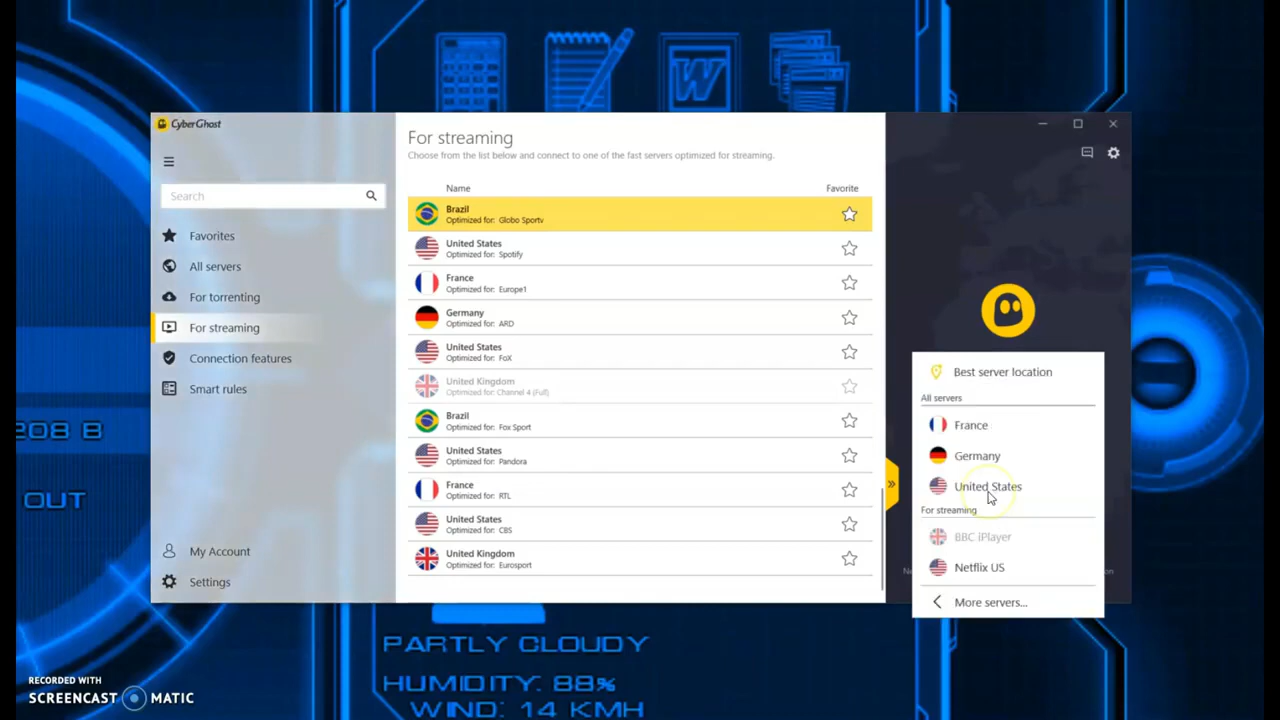 CyberGhost
Search
Favorites
All servers
For torrenting
For streaming
Connection features
Smart rules
My Account
Settings
For streaming
Choose from the list below and connect to one of the fast servers optimized for streaming.
Name Favorite
Brazil
Optimized for: Globo Sportv
United States
Optimized for: Spotify
France
Optimized for: Europe1
Germany
Optimized for: ARD
United States
Optimized for: FoX
United Kingdom
Optimized for: Channel 4 (Full)
Brazil
Optimized for: Fox Sport
United States
Optimized for: Pandora
France
Optimized for: RTL
United States
Optimized for: CBS
United Kingdom
Optimized for: Eurosport
Best server location
All servers
France
Germany
United States
For streaming
BBC iPlayer
Netflix US
More servers...
W
208 B
OUT
PARTLY CLOUDY
HUMIDITY: 88%
WIND: 14 KMH
RECORDED WITH
SCREENCAST MATIC